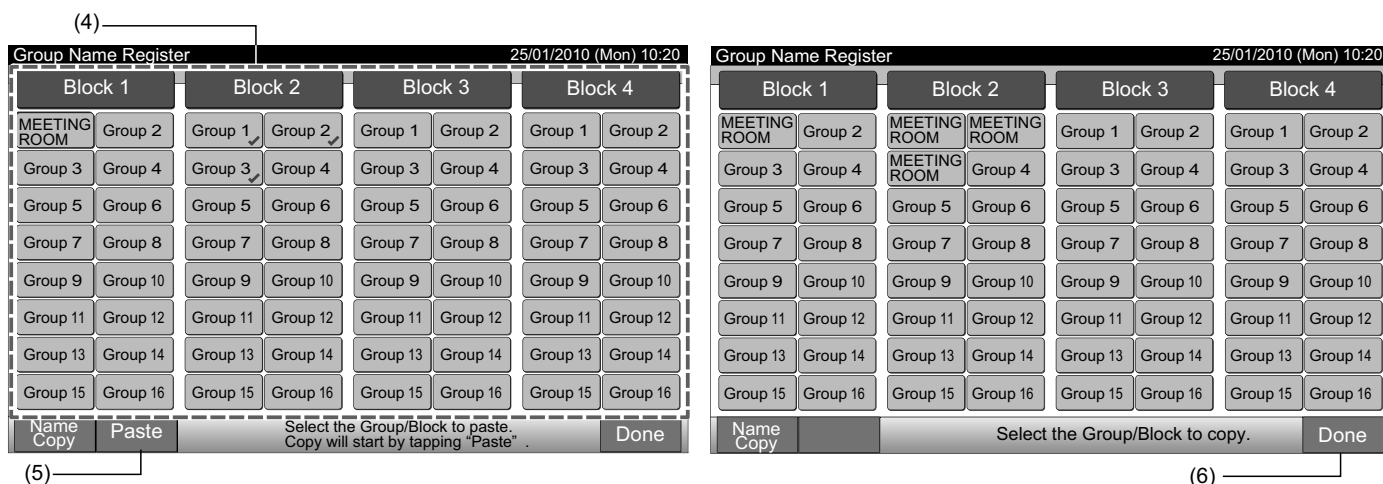 (4)
Group Name Register 25/01/2010 (Mon) 10:20
Block 1 Block 2 Block 3 Block 4
MEETING ROOM Group 2 Group 1 Group 2 Group 1 Group 2 Group 1 Group 2
Group 3 Group 4 Group 3 Group 4 Group 3 Group 4 Group 3 Group 4
Group 5 Group 6 Group 5 Group 6 Group 5 Group 6 Group 5 Group 6
Group 7 Group 8 Group 7 Group 8 Group 7 Group 8 Group 7 Group 8
Group 9 Group 10 Group 9 Group 10 Group 9 Group 10 Group 9 Group 10
Group 11 Group 12 Group 11 Group 12 Group 11 Group 12 Group 11 Group 12
Group 13 Group 14 Group 13 Group 14 Group 13 Group 14 Group 13 Group 14
Group 15 Group 16 Group 15 Group 16 Group 15 Group 16 Group 15 Group 16
Name Copy Paste Select the Group/Block to paste.
Copy will start by tapping “Paste” . Done
(5)
Group Name Register 25/01/2010 (Mon) 10:20
Block 1 Block 2 Block 3 Block 4
MEETING ROOM Group 2 MEETING ROOM MEETING ROOM Group 1 Group 2 Group 1 Group 2
Group 3 Group 4 MEETING ROOM Group 4 Group 3 Group 4 Group 3 Group 4
Group 5 Group 6 Group 5 Group 6 Group 5 Group 6 Group 5 Group 6
Group 7 Group 8 Group 7 Group 8 Group 7 Group 8 Group 7 Group 8
Group 9 Group 10 Group 9 Group 10 Group 9 Group 10 Group 9 Group 10
Group 11 Group 12 Group 11 Group 12 Group 11 Group 12 Group 11 Group 12
Group 13 Group 14 Group 13 Group 14 Group 13 Group 14 Group 13 Group 14
Group 15 Group 16 Group 15 Group 16 Group 15 Group 16 Group 15 Group 16
Name Copy Select the Group/Block to copy. Done
(6)